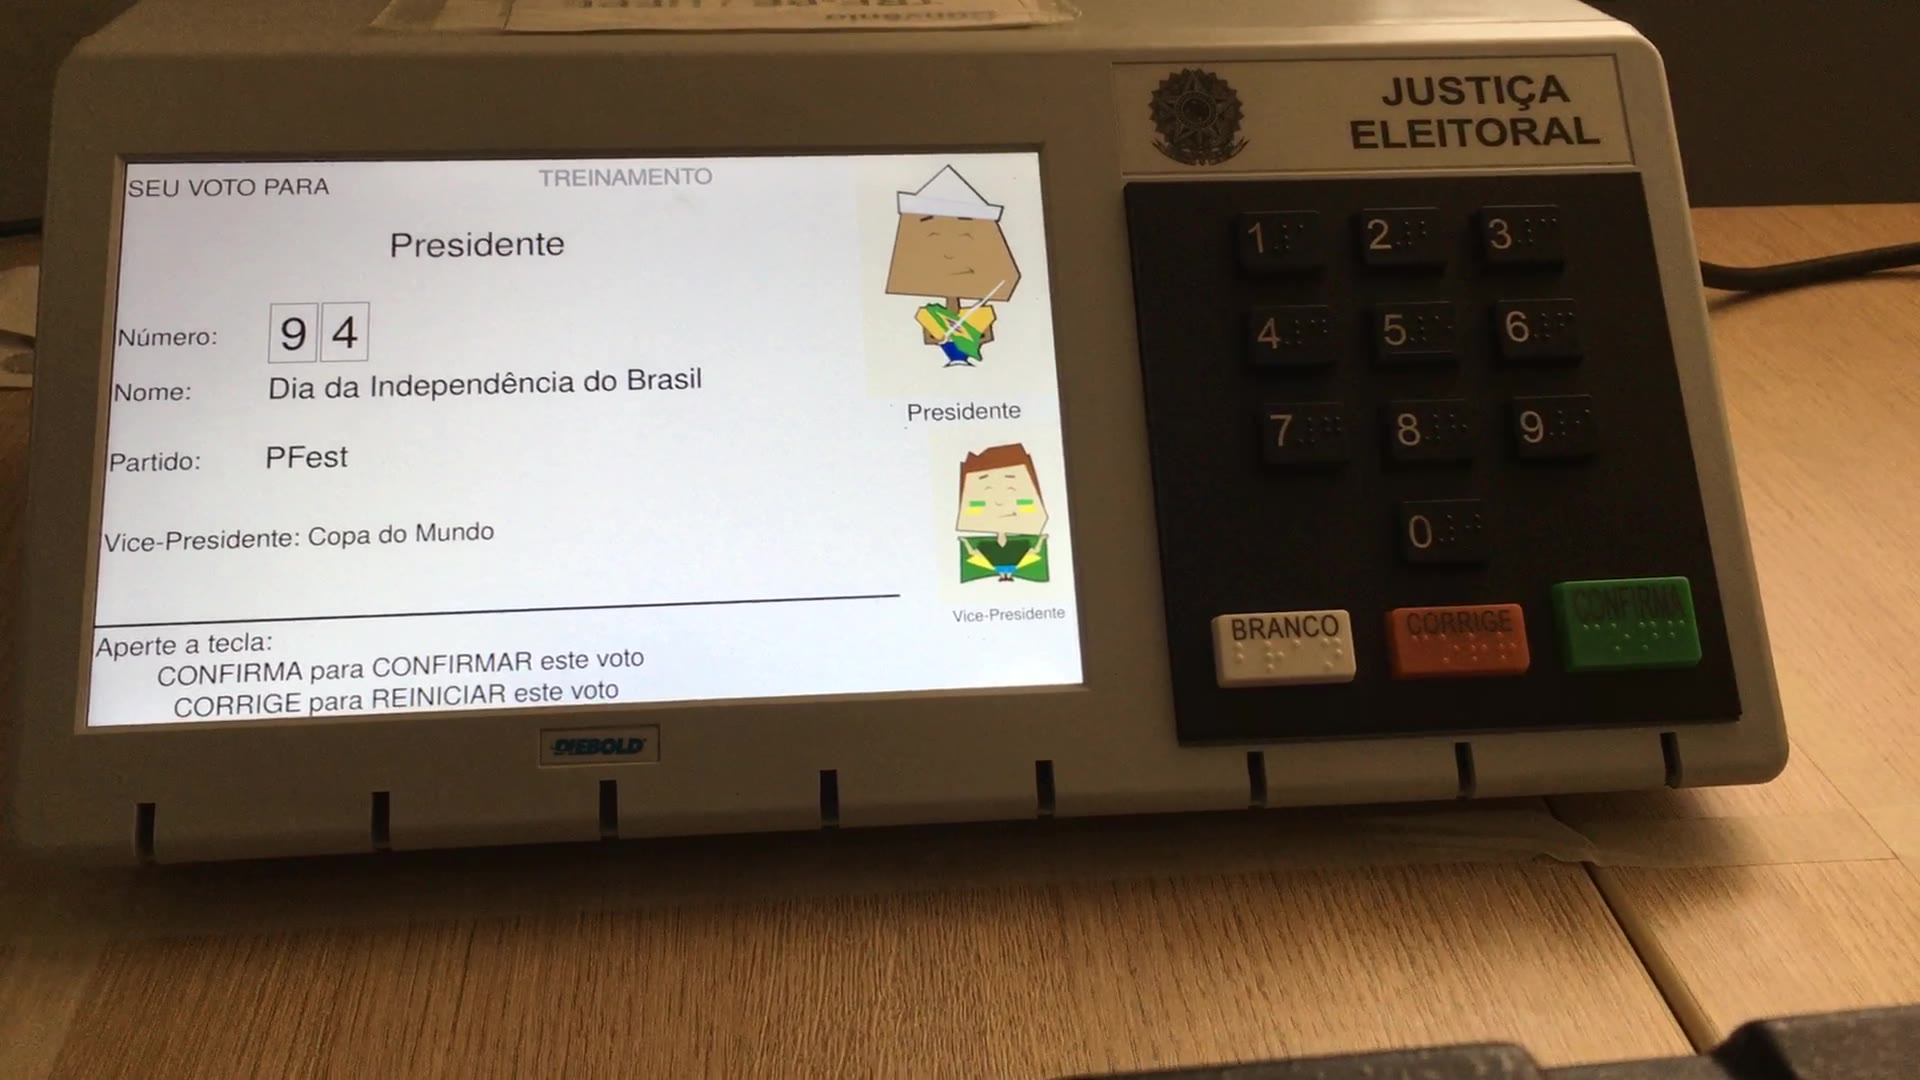 JUSTIÇA
ELEITORAL
SEU VOTO PARA
TREINAMENTO
Presidente
Número: 9 4
Nome: Dia da Independência do Brasil
Presidente
Partido: PFest
Vice-Presidente: Copa do Mundo
Vice-Presidente
Aperte a tecla:
CONFIRMA para CONFIRMAR este voto
CORRIGE para REINICIAR este voto
DIEBOLD
1 2 3
4 5 6
7 8 9
0
BRANCO CORRIGE CONFIRMA